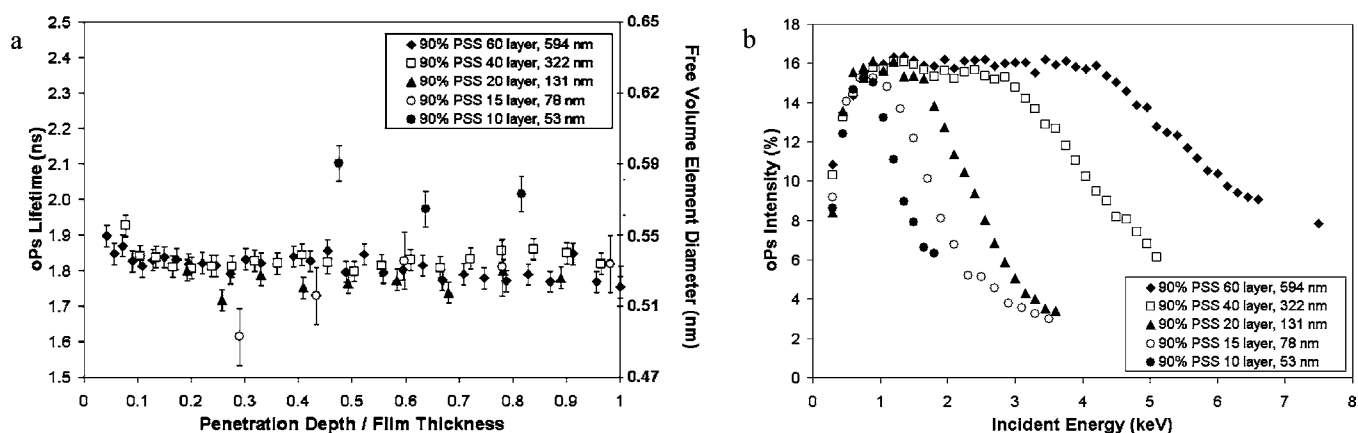 a
2.5
2.4
2.3
2.2
2.1
2.0
1.9
1.8
1.7
1.6
1.5
oPs Lifetime (ns)
90% PSS 60 layer, 594 nm
90% PSS 40 layer, 322 nm
90% PSS 20 layer, 131 nm
90% PSS 15 layer, 78 nm
90% PSS 10 layer, 53 nm
0.65
0.62
0.59
0.55
0.52
0.47
Free Volume Element Diameter (nm)
0 0.1 0.2 0.3 0.4 0.5 0.6 0.7 0.8 0.9 1
Penetration Depth / Film Thickness
b
18
16
14
12
10
8
6
4
2
0
oPs Intensity (%)
90% PSS 60 layer, 594 nm
90% PSS 40 layer, 322 nm
90% PSS 20 layer, 131 nm
90% PSS 15 layer, 78 nm
90% PSS 10 layer, 53 nm
0 1 2 3 4 5 6 7 8
Incident Energy (keV)